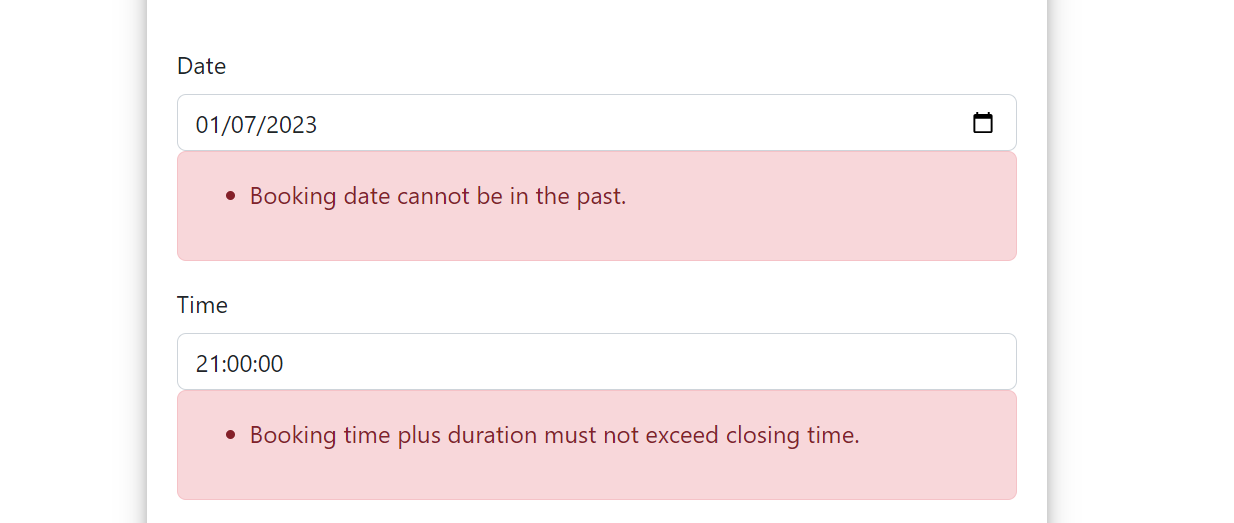 Date
01/07/2023
Booking date cannot be in the past.
Time
21:00:00
Booking time plus duration must not exceed closing time.